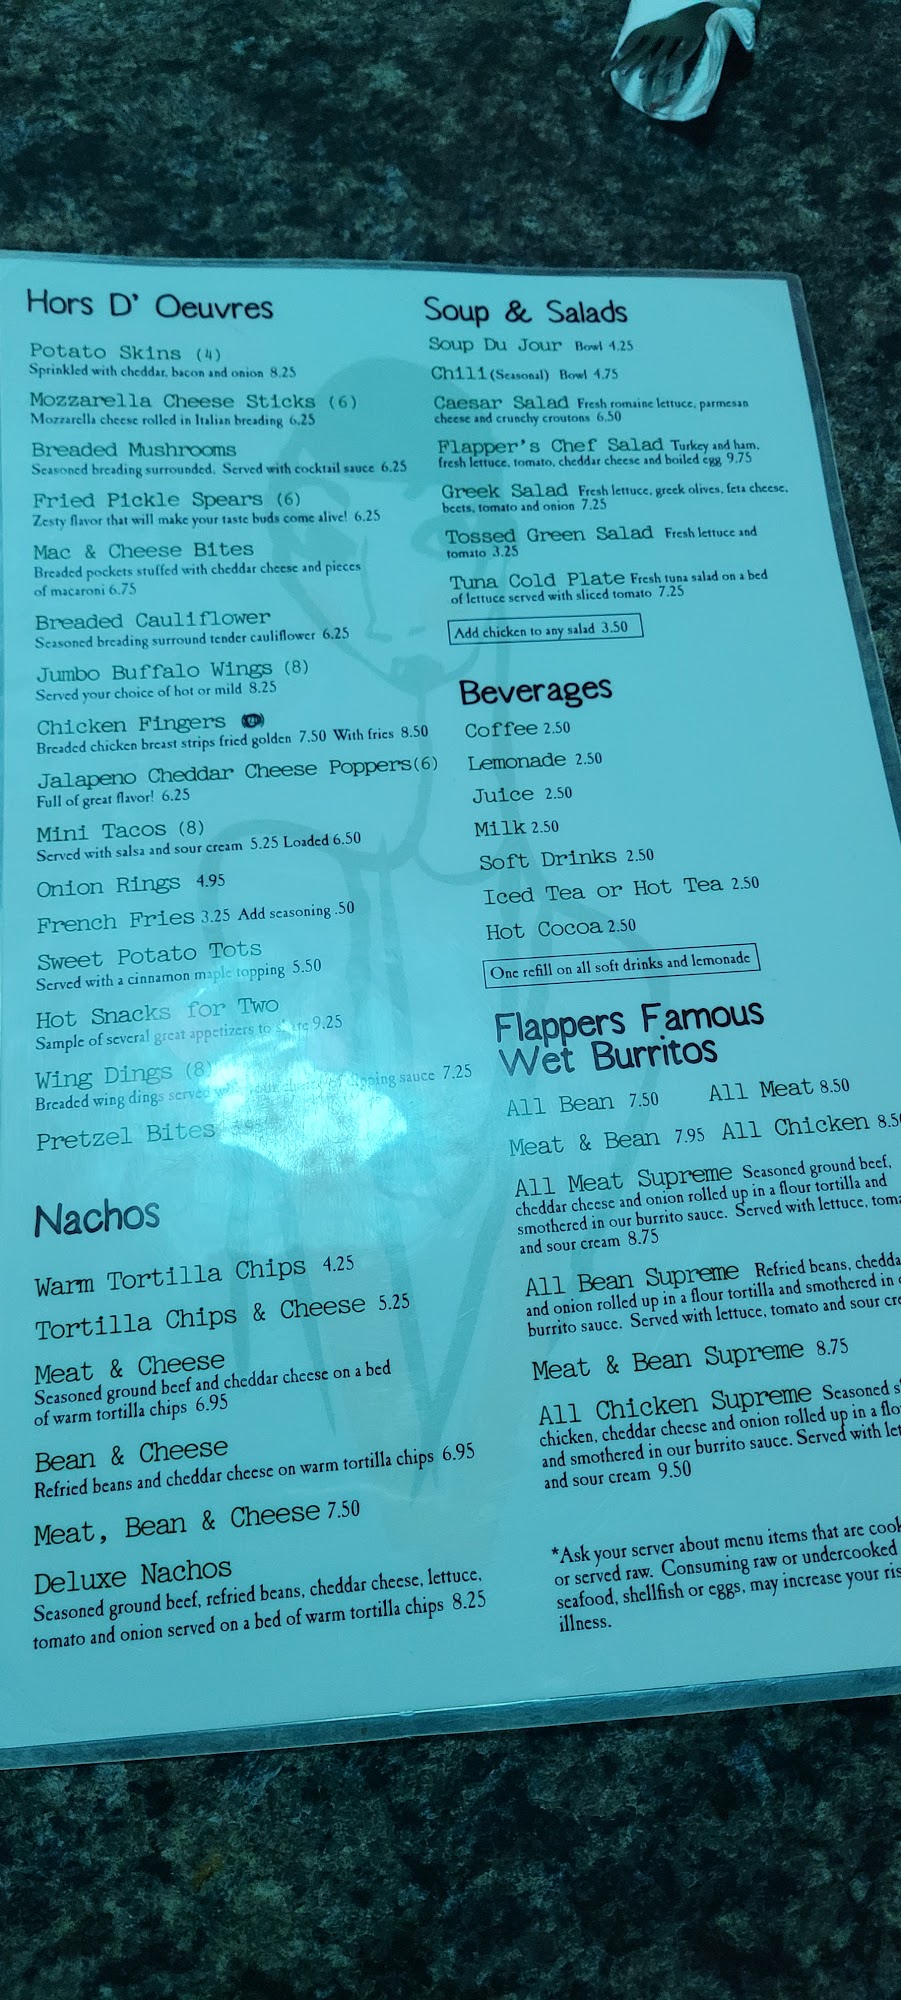 Hors D' Oeuvres
Potato Skins (4)
Sprinkled with cheddar, bacon and onion 8.25
Mozzarella Cheese Sticks (6)
Mozzarella cheese rolled in Italian breading 6.25
Breaded Mushrooms
Seasoned breading surrounded. Served with cocktail sauce 6.25
Fried Pickle Spears (6)
Zesty flavor that will make your taste buds come alive! 6.25
Mac & Cheese Bites
Breaded pockets stuffed with cheddar cheese and pieces
of macaroni 6.75
Breaded Cauliflower
Seasoned breading surround tender cauliflower 6.25
Jumbo Buffalo Wings (8)
Served your choice of hot or mild 8.25
Chicken Fingers
Breaded chicken breast strips fried golden 7.50 With fries 8.50
Jalapeno Cheddar Cheese Poppers(6)
Full of great flavor! 6.25
Mini Tacos (8)
Served with salsa and sour cream 5.25 Loaded 6.50
Onion Rings 4.95
French Fries 3.25 Add seasoning .50
Sweet Potato Tots
Served with a cinnamon maple topping 5.50
Hot Snacks for Two
Sample of several great appetizers to 9.25
Wing Dings (8)
Breaded wing dings served sauce 7.25
Pretzel Bites
Nachos
Warm Tortilla Chips 4.25
Tortilla Chips & Cheese 5.25
Meat & Cheese
Seasoned ground beef and cheddar cheese on a bed
of warm tortilla chips 6.95
Bean & Cheese
Refried beans and cheddar cheese on warm tortilla chips 6.95
Meat, Bean & Cheese 7.50
Deluxe Nachos
Seasoned ground beef, refried beans, cheddar cheese, lettuce,
tomato and onion served on a bed of warm tortilla chips 8.25
Soup & Salads
Soup Du Jour Bowl 4.25
Chili (Seasonal) Bowl 4.75
Caesar Salad Fresh romaine lettuce, parmesan
cheese and crunchy croutons 6.50
Flapper's Chef Salad Turkey and ham,
fresh lettuce, tomato, cheddar cheese and boiled egg 9.75
Greek Salad Fresh lettuce, greek olives, feta cheese,
beets, tomato and onion 7.25
Tossed Green Salad Fresh lettuce and
tomato 3.25
Tuna Cold Plate Fresh tuna salad on a bed
of lettuce served with sliced tomato 7.25
Add chicken to any salad 3.50
Beverages
Coffee 2.50
Lemonade 2.50
Juice 2.50
Milk 2.50
Soft Drinks 2.50
Iced Tea or Hot Tea 2.50
Hot Cocoa 2.50
One refill on all soft drinks and lemonade
Flappers Famous
Wet Burritos
All Bean 7.50 All Meat 8.50
Meat & Bean 7.95 All Chicken 8.5
All Meat Supreme Seasoned ground beef,
cheddar cheese and onion rolled up in a flour tortilla and
smothered in our burrito sauce. Served with lettuce, toma
and sour cream 8.75
All Bean Supreme Refried beans, chedda
and onion rolled up in a flour tortilla and smothered in
burrito sauce. Served with lettuce, tomato and sour cre
Meat & Bean Supreme 8.75
All Chicken Supreme Seasoned s
chicken, cheddar cheese and onion rolled up in a flo
and smothered in our burrito sauce. Served with let
and sour cream 9.50
*Ask your server about menu items that are cook
or served raw. Consuming raw or undercooked
seafood, shellfish or eggs, may increase your ris
illness.